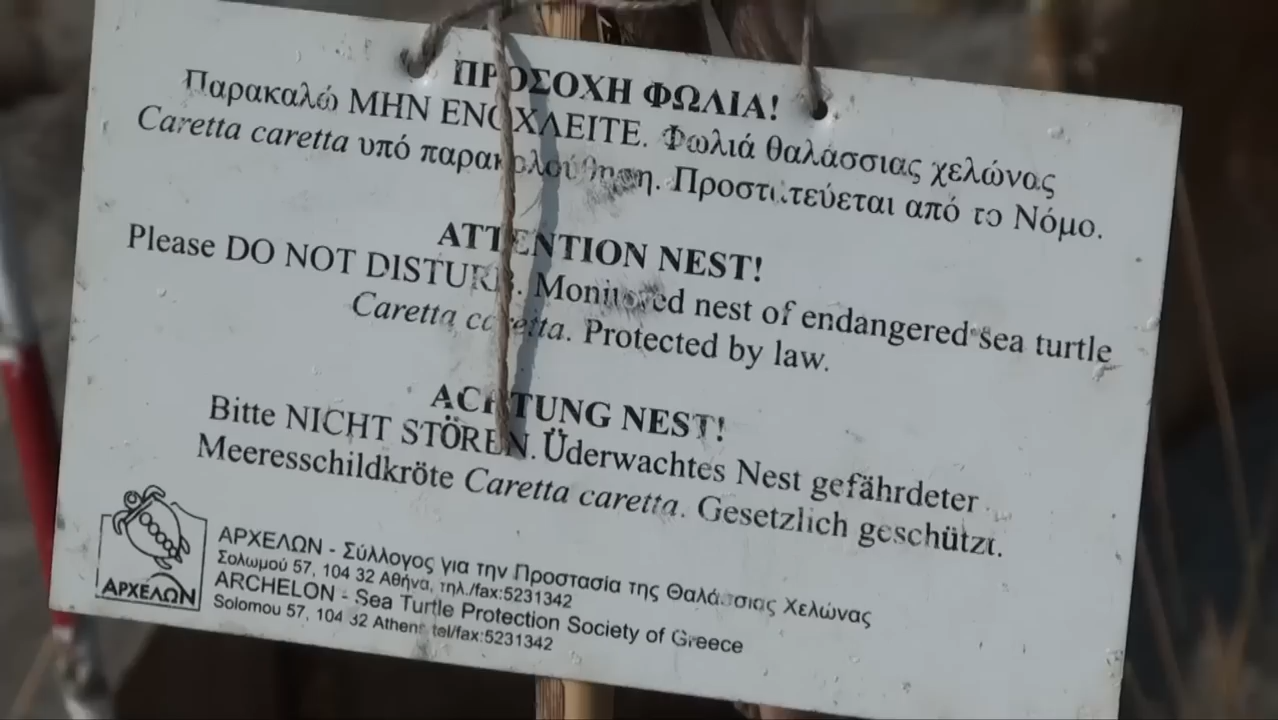 ΠΡΟΣΟΧΗ ΦΩΛΙΑ!
Παρακαλώ ΜΗΝ ΕΝΟΧΛΕΙΤΕ. Φωλιά θαλάσσιας χελώνας
Caretta caretta υπό παρακολούθηση. Προστατεύεται από το Νόμο.
ATTENTION NEST!
Please DO NOT DISTURB. Monitored nest of endangered sea turtle
Caretta caretta. Protected by law.
ACHTUNG NEST!
Bitte NICHT STÖREN. Üderwachtes Nest gefährdeter
Meeresschildkröte Caretta caretta. Gesetzlich geschützt.
ΑΡΧΕΛΩΝ
ΑΡΧΕΛΩΝ - Σύλλογος για την Προστασία της Θαλάσσιας Χελώνας
Σολωμού 57, 104 32 Αθήνα, τηλ./fax:5231342
ARCHELON - Sea Turtle Protection Society of Greece
Solomou 57, 104 32 Athens tel/fax:5231342